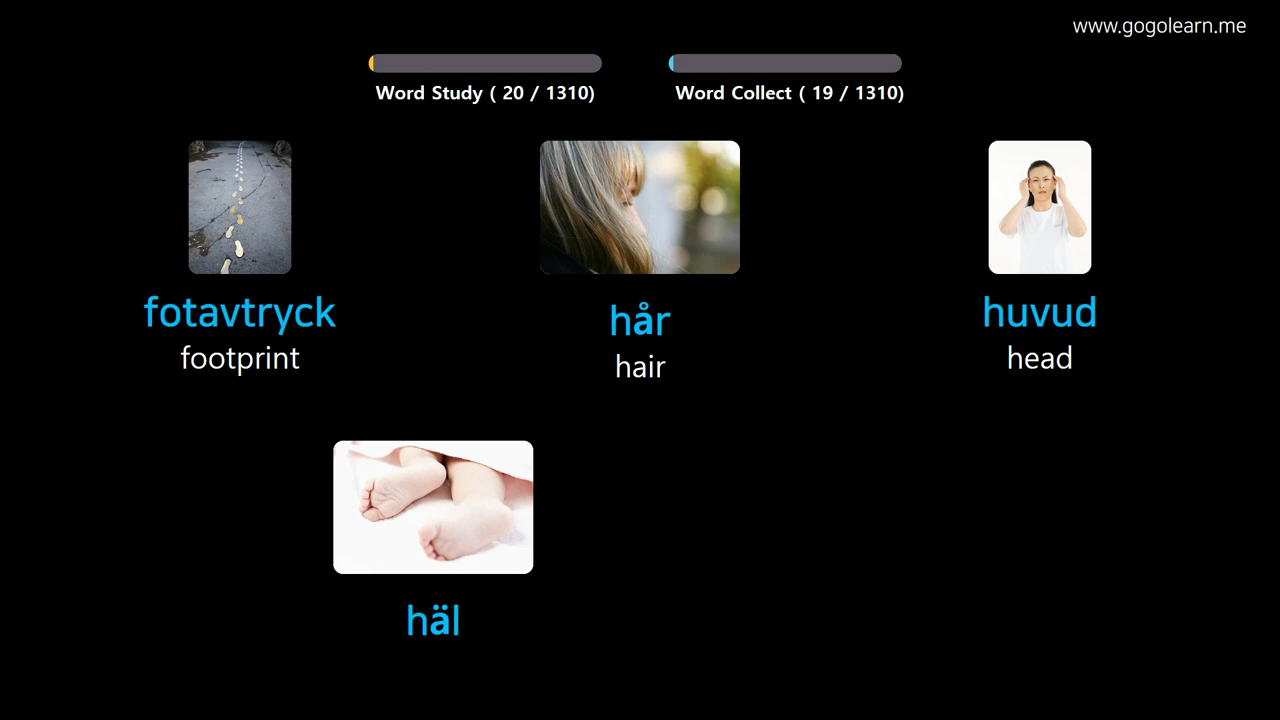 www.gogolearn.me
Word Study ( 20 / 1310)
Word Collect ( 19 / 1310)
fotavtryck
footprint
hår
hair
huvud
head
häl